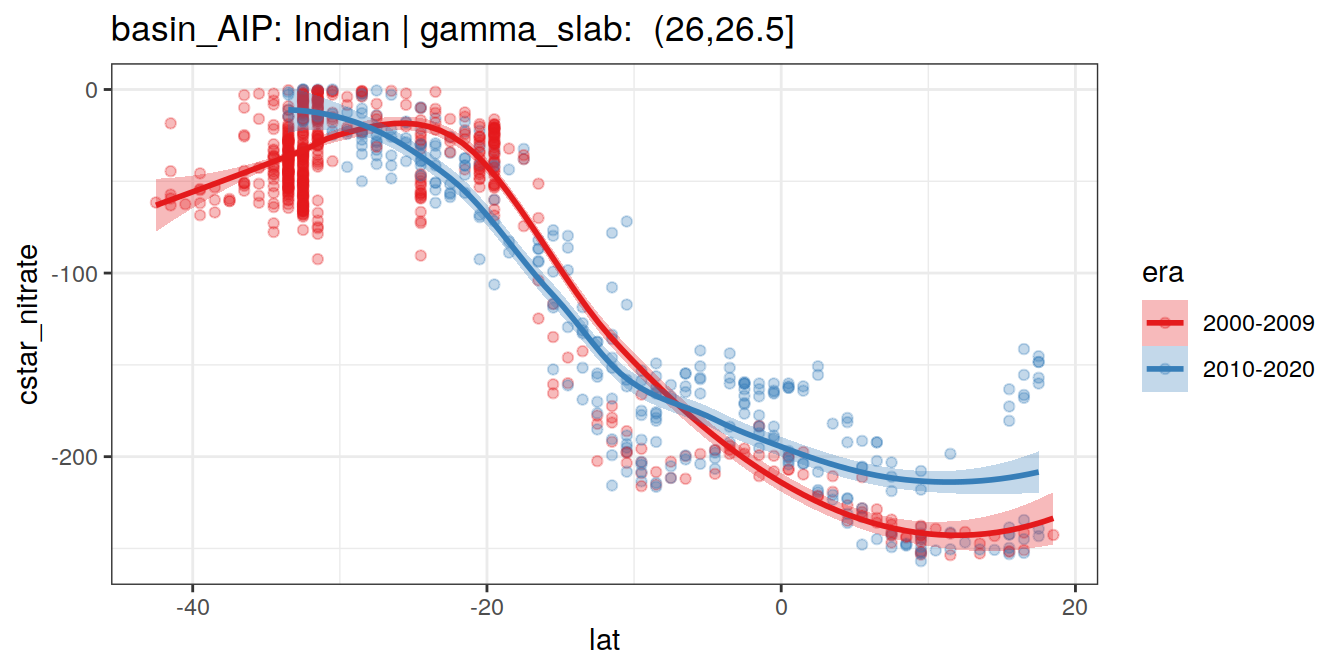 basin_AIP: Indian | gamma_slab:  (26,26.5]
0
-100
-200
cstar_nitrate
-40
-20
0
20
lat
era
2000-2009
2010-2020